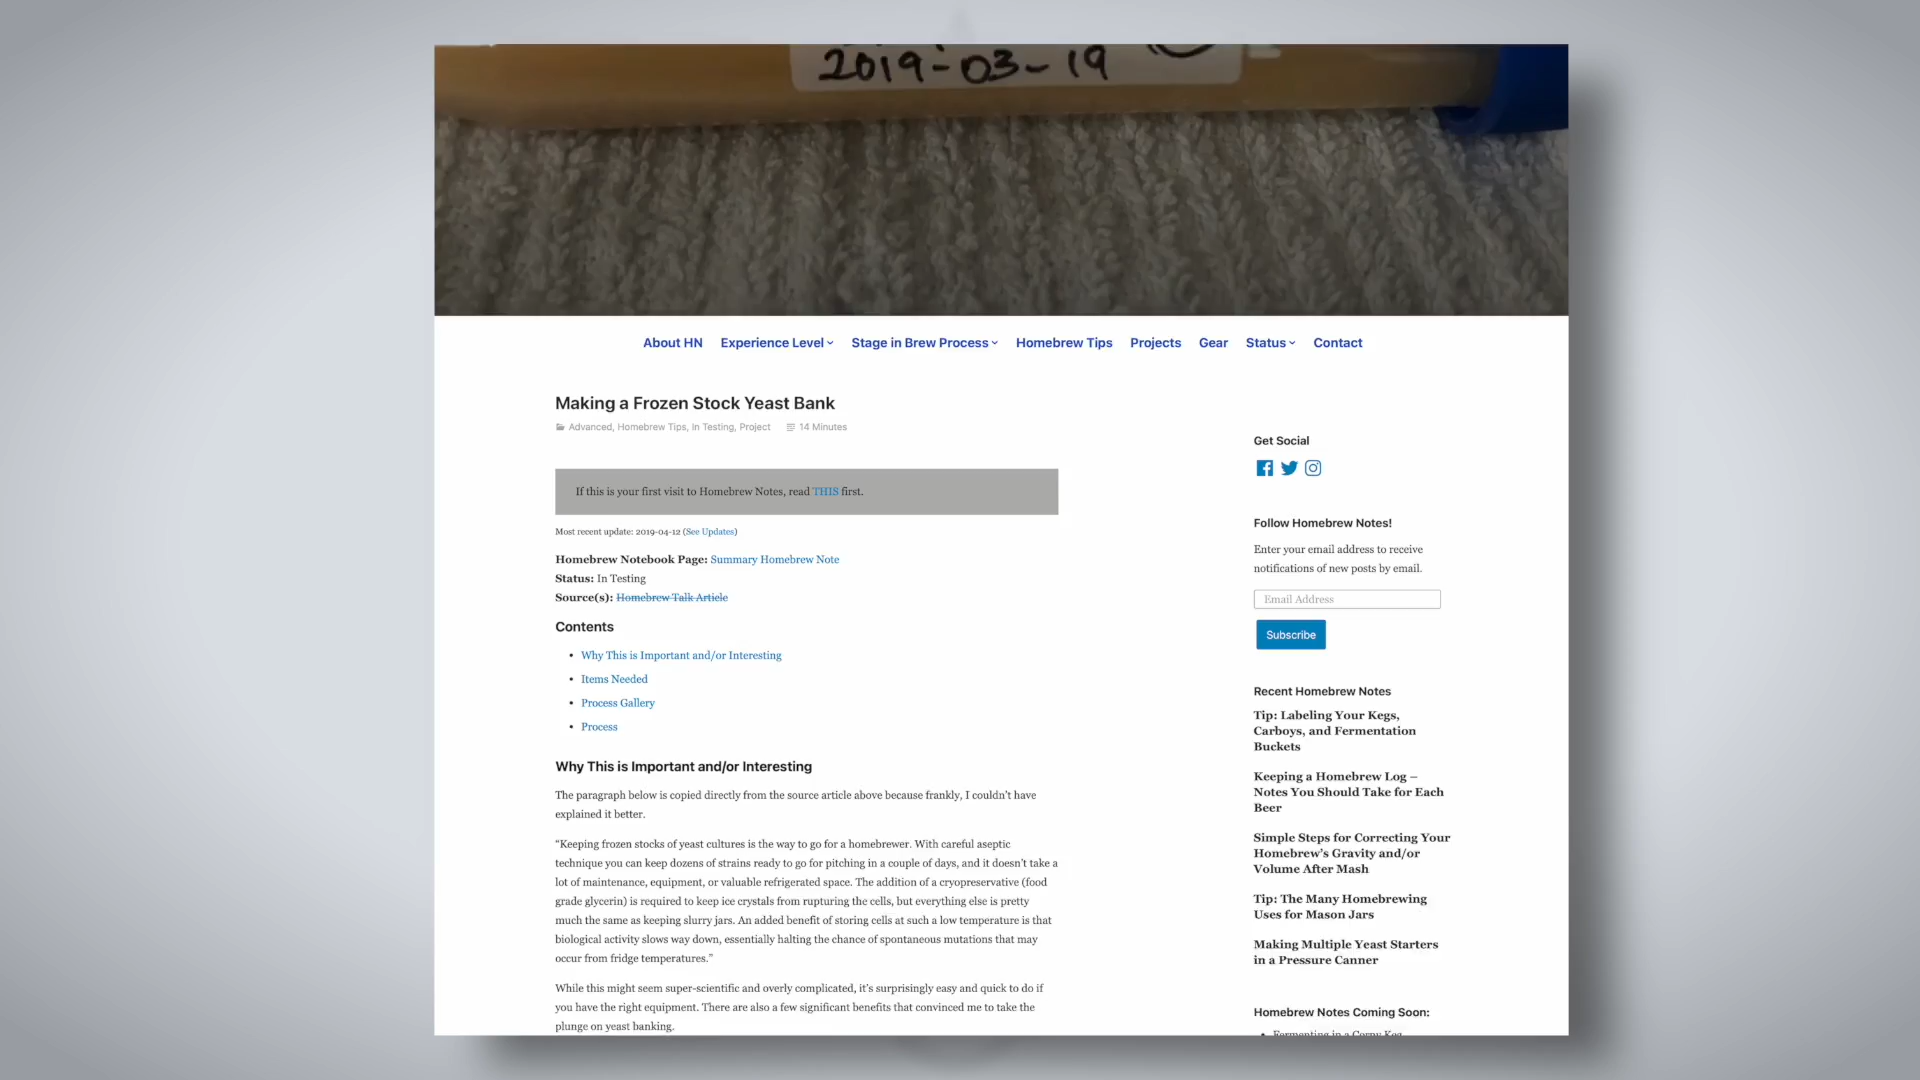 2019-03-19
About HN Experience Level Stage in Brew Process Homebrew Tips Projects Gear Status Contact
Making a Frozen Stock Yeast Bank
Advanced, Homebrew Tips, In Testing, Project 14 Minutes
If this is your first visit to Homebrew Notes, read THIS first.
Most recent update: 2019-04-12 (See Updates)
Homebrew Notebook Page: Summary Homebrew Note
Status: In Testing
Source(s): Homebrew Talk Article
Contents
• Why This is Important and/or Interesting
• Items Needed
• Process Gallery
• Process
Why This is Important and/or Interesting
The paragraph below is copied directly from the source article above because frankly, I couldn't have
explained it better.
“Keeping frozen stocks of yeast cultures is the way to go for a homebrewer. With careful aseptic
technique you can keep dozens of strains ready to go for pitching in a couple of days, and it doesn't take a
lot of maintenance, equipment, or valuable refrigerated space. The addition of a cryopreservative (food
grade glycerin) is required to keep ice crystals from rupturing the cells, but everything else is pretty
much the same as keeping slurry jars. An added benefit of storing cells at such a low temperature is that
biological activity slows way down, essentially halting the chance of spontaneous mutations that may
occur from fridge temperatures.”
While this might seem super-scientific and overly complicated, it's surprisingly easy and quick to do if
you have the right equipment. There are also a few significant benefits that convinced me to take the
plunge on yeast banking.
Get Social
Follow Homebrew Notes!
Enter your email address to receive
notifications of new posts by email.
Email Address
Subscribe
Recent Homebrew Notes
Tip: Labeling Your Kegs,
Carboys, and Fermentation
Buckets
Keeping a Homebrew Log –
Notes You Should Take for Each
Beer
Simple Steps for Correcting Your
Homebrew's Gravity and/or
Volume After Mash
Tip: The Many Homebrewing
Uses for Mason Jars
Making Multiple Yeast Starters
in a Pressure Canner
Homebrew Notes Coming Soon:
• Fermenting in a Corny Keg